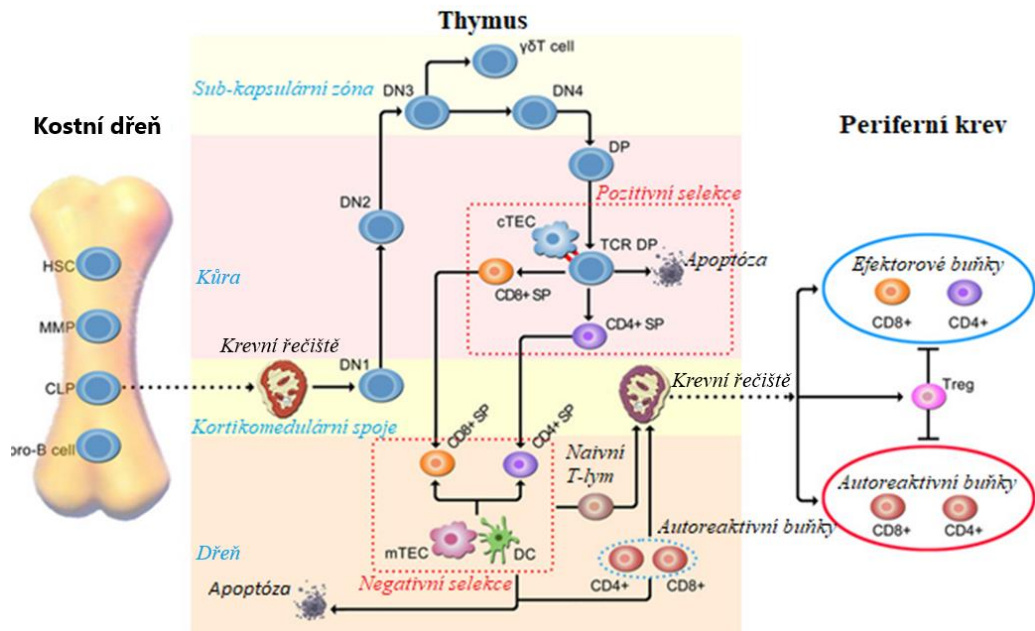 Thymus
Sub-kapsulární zóna
γδT cell
DN3
DN4
Kostní dřeň
Periferní krev
DP
Pozitivní selekce
DN2
cTEC
TCR DP
Apoptóza
HSC
Kůra
CD8+ SP
Efektorové buňky
CD8+
CD4+
MMP
CD4+ SP
Krevní řečiště
DN1
Krevní řečiště
CLP
Treg
Kortikomedulární spoje
CD8+ SP
CD4+ SP
pro-B cell
Naivní
T-lym
Autoreaktivní buňky
CD8+
CD4+
Autoreaktivní buňky
Dřeň
mTEC
DC
CD4+
CD8+
Negativní selekce
Apoptóza